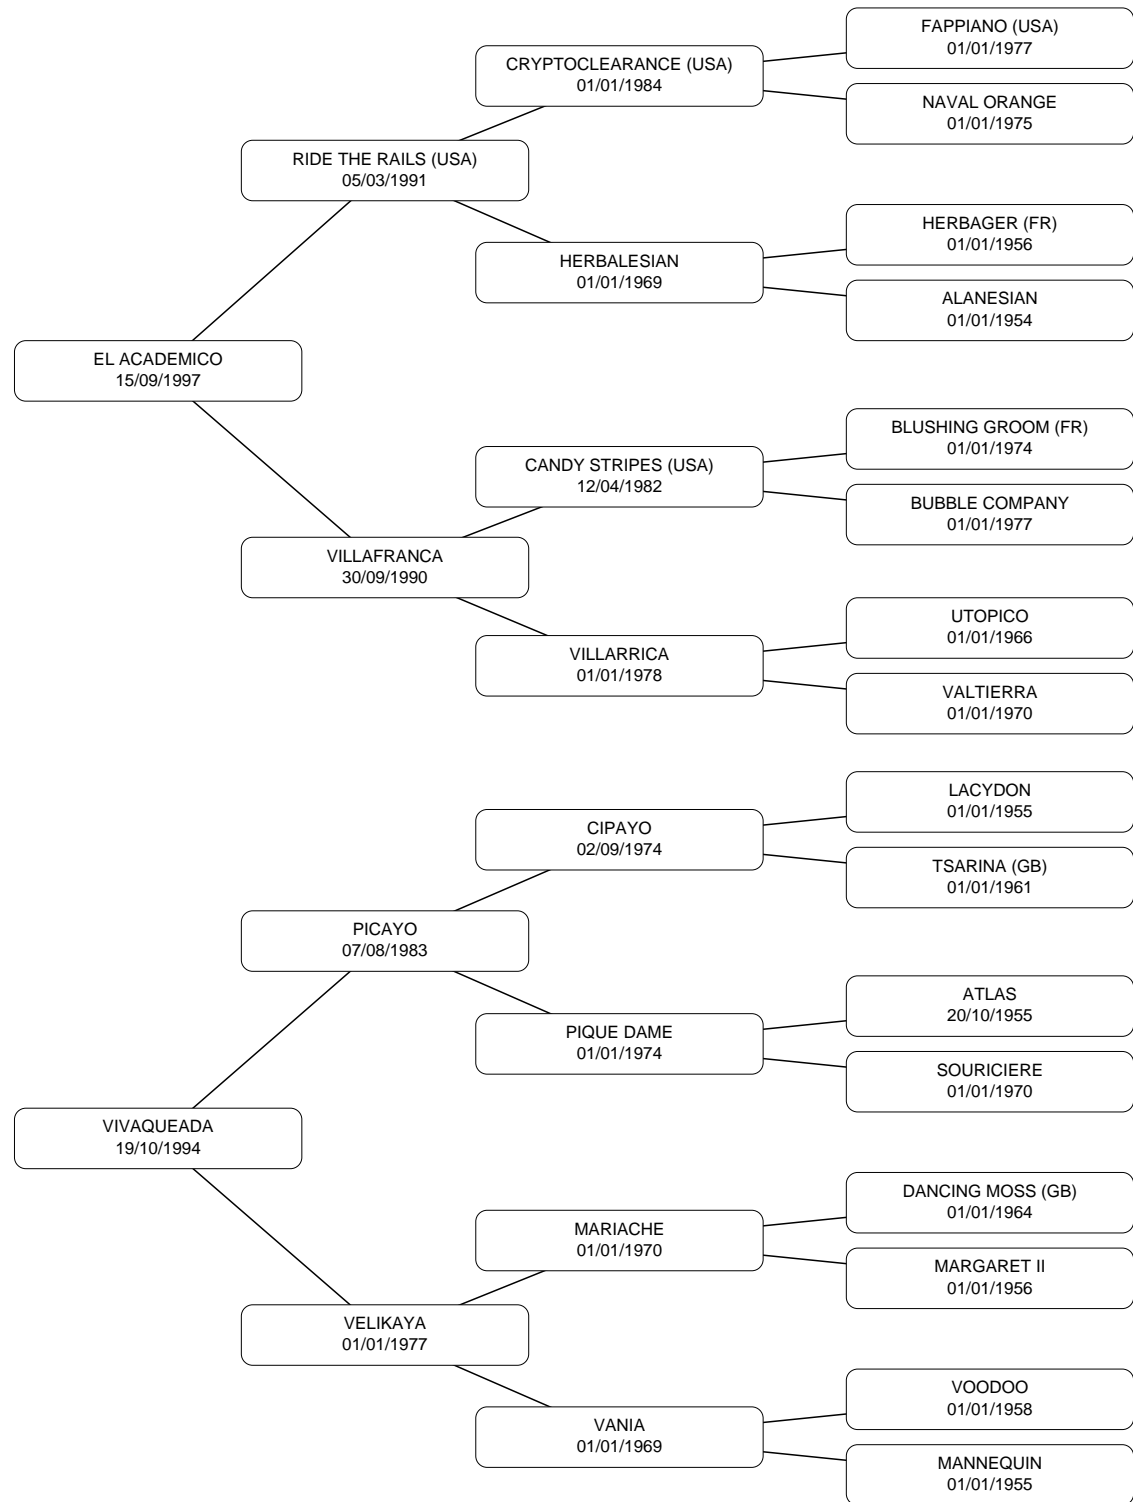 FAPPIANO (USA)
01/01/1977
CRYPTOCLEARANCE (USA)
01/01/1984
NAVAL ORANGE
01/01/1975
RIDE THE RAILS (USA)
05/03/1991
HERBAGER (FR)
01/01/1956
HERBALESIAN
01/01/1969
ALANESIAN
01/01/1954
EL ACADEMICO
15/09/1997
BLUSHING GROOM (FR)
01/01/1974
CANDY STRIPES (USA)
12/04/1982
BUBBLE COMPANY
01/01/1977
VILLAFRANCA
30/09/1990
UTOPICO
01/01/1966
VILLARRICA
01/01/1978
VALTIERRA
01/01/1970
LACYDON
01/01/1955
CIPAYO
02/09/1974
TSARINA (GB)
01/01/1961
PICAYO
07/08/1983
ATLAS
20/10/1955
PIQUE DAME
01/01/1974
SOURICIERE
01/01/1970
VIVAQUEADA
19/10/1994
DANCING MOSS (GB)
01/01/1964
MARIACHE
01/01/1970
MARGARET II
01/01/1956
VELIKAYA
01/01/1977
VOODOO
01/01/1958
VANIA
01/01/1969
MANNEQUIN
01/01/1955